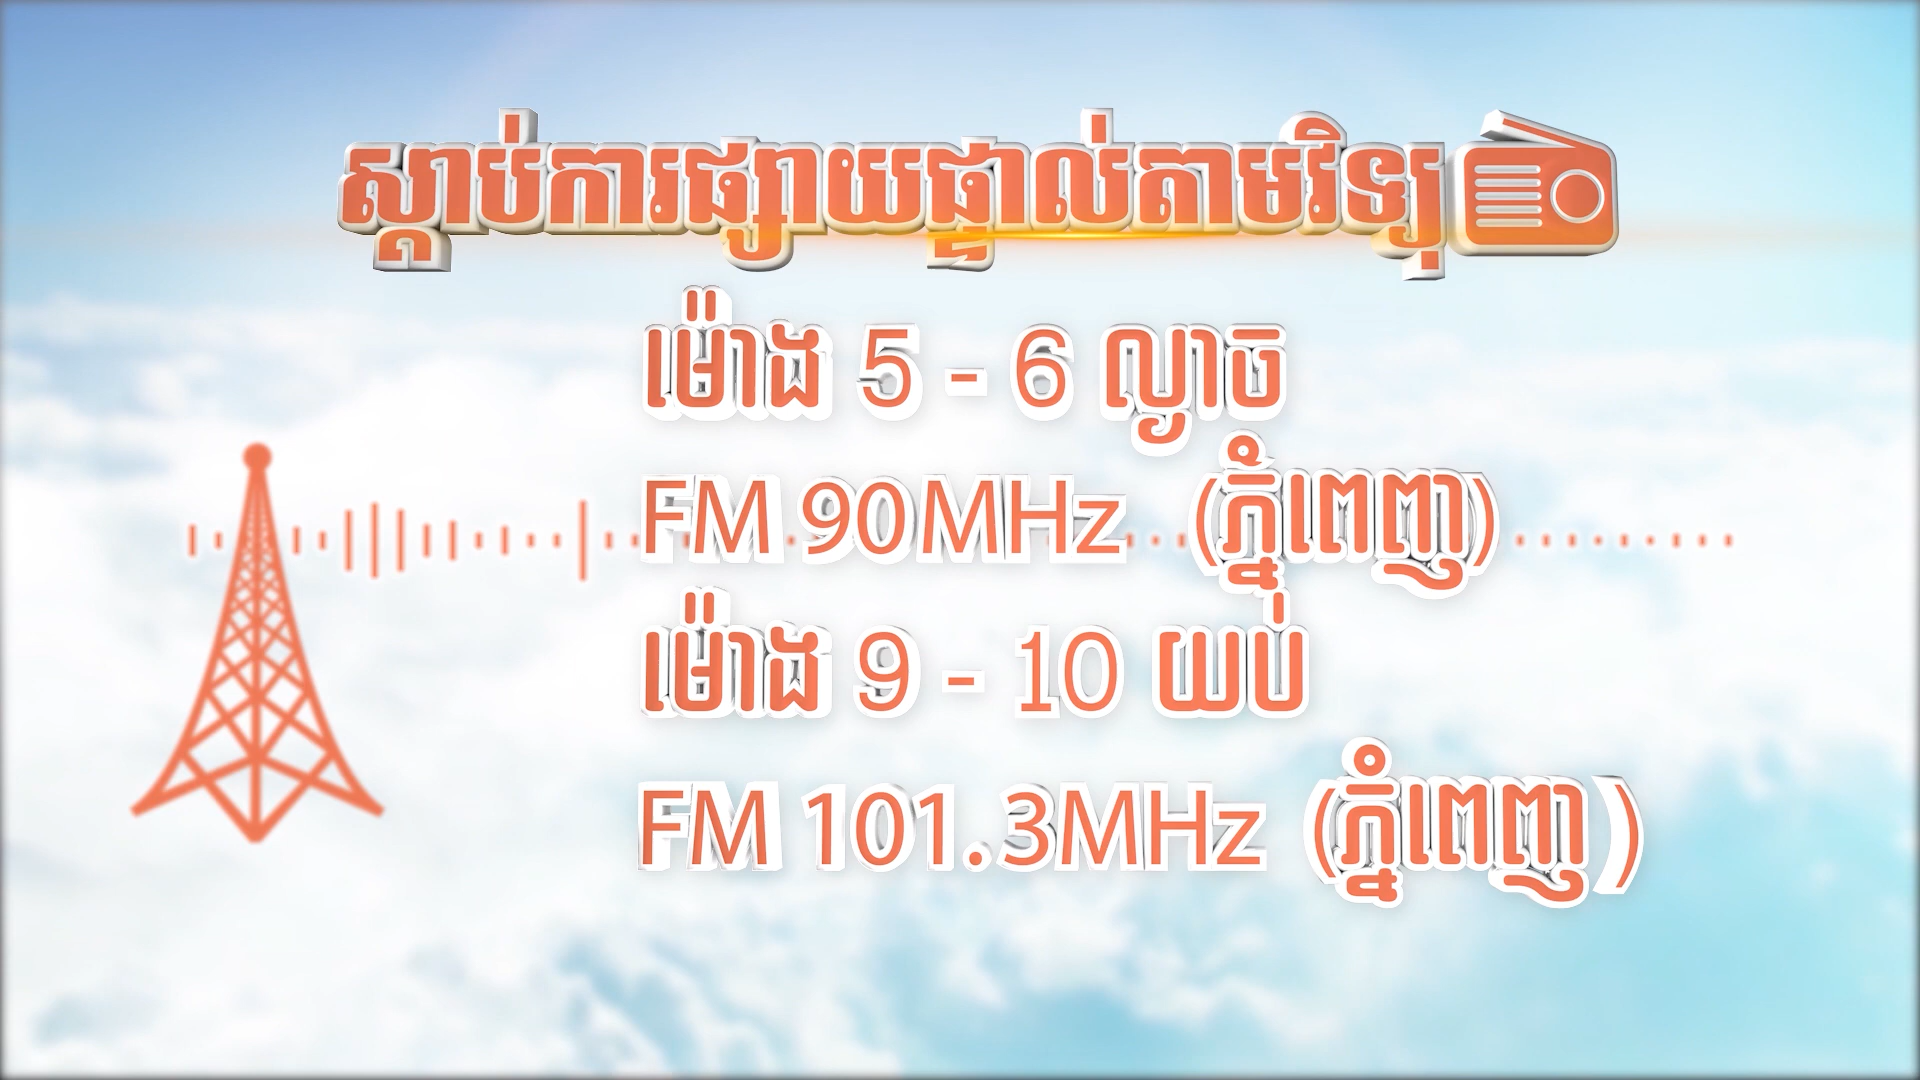 ស្តាប់ការផ្សាយផ្ទាល់តាមវិទ្យុ
ម៉ោង 5 - 6 ល្ងាច
FM 90MHz (ភ្នំពេញ)
ម៉ោង 9 - 10 យប់
FM 101.3MHz (ភ្នំពេញ)